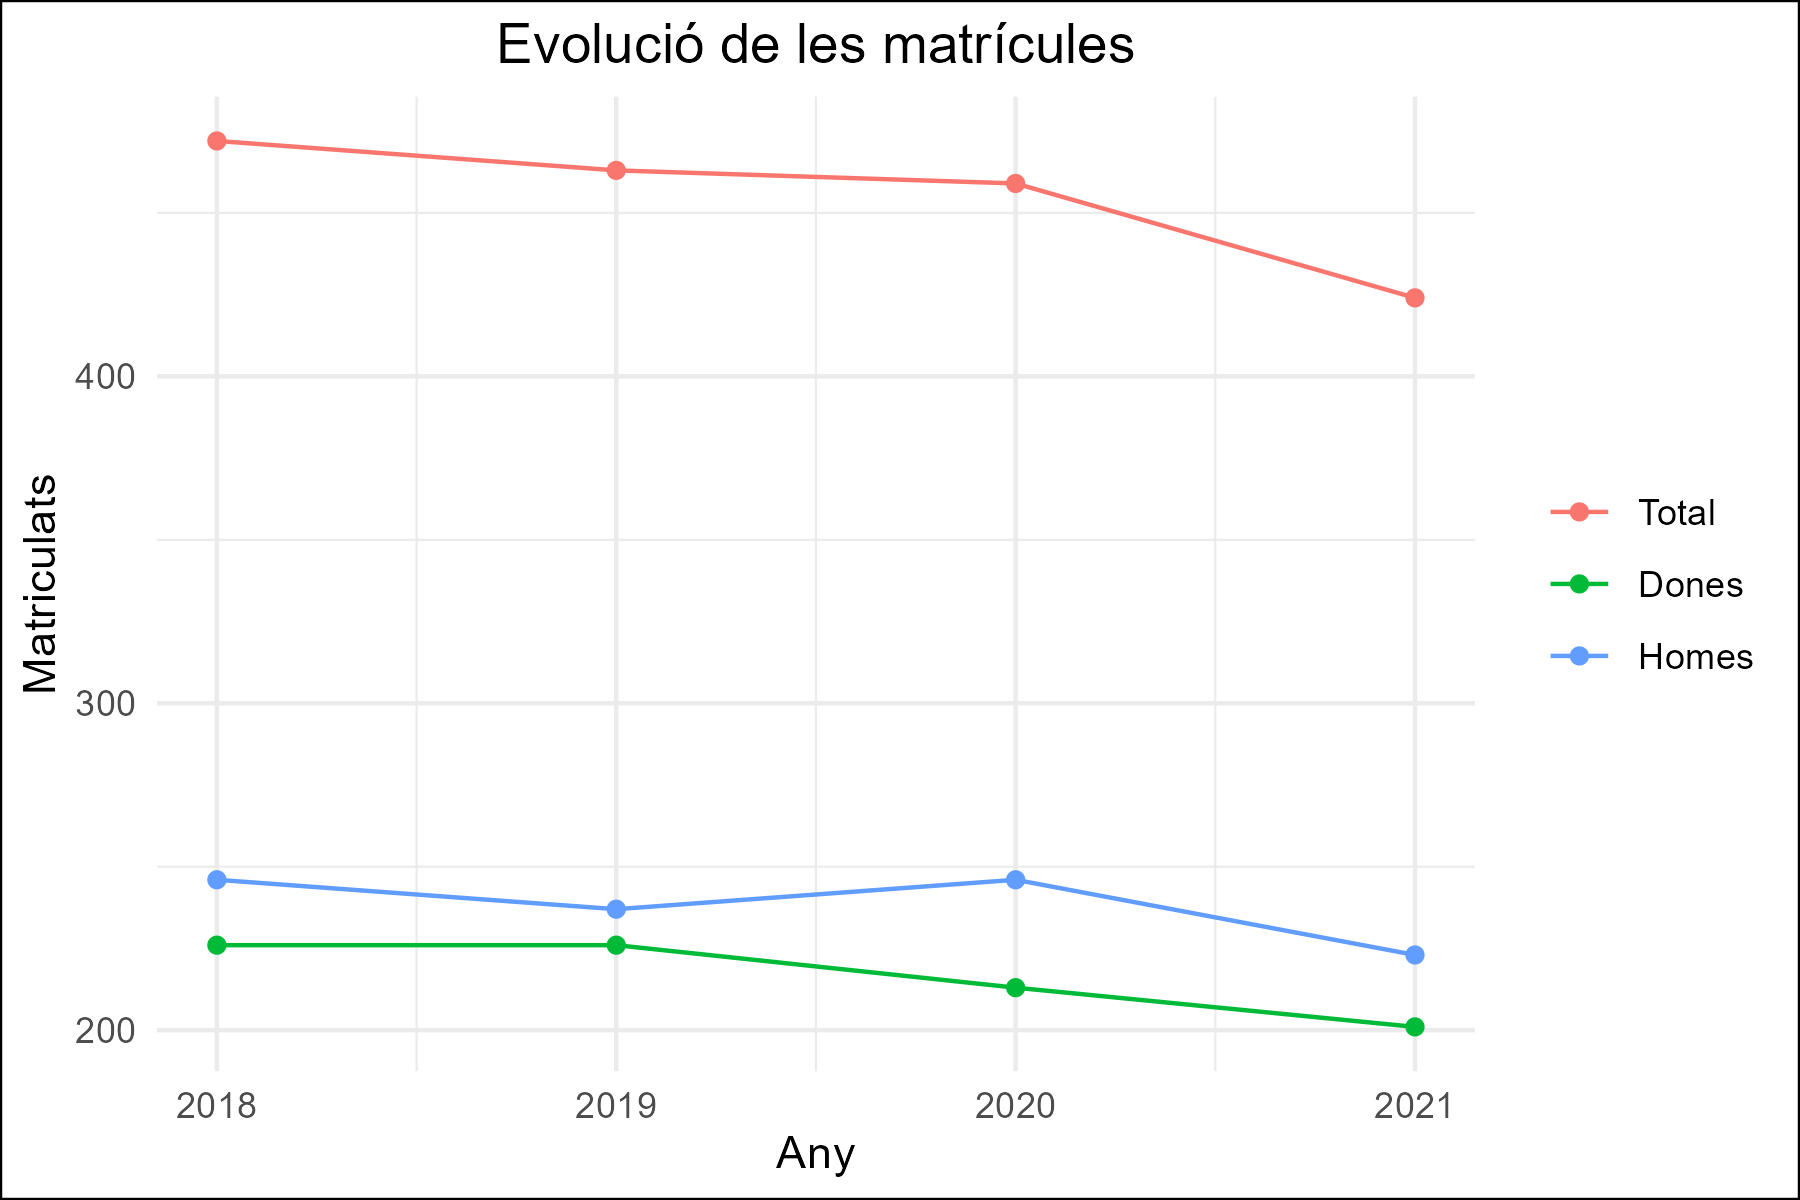 Evolució de les matrícules
Matriculats
400
300
200
2018 2019 2020 2021
Any
Total
Dones
Homes